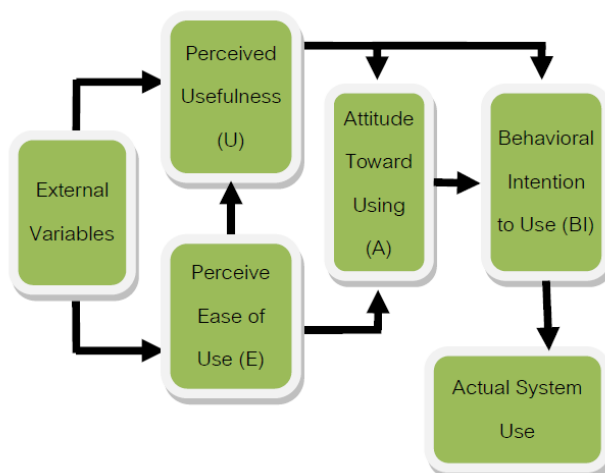 External
Variables
Perceived
Usefulness
(U)
Perceive
Ease of
Use (E)
Attitude
Toward
Using
(A)
Behavioral
Intention
to Use (BI)
Actual System
Use